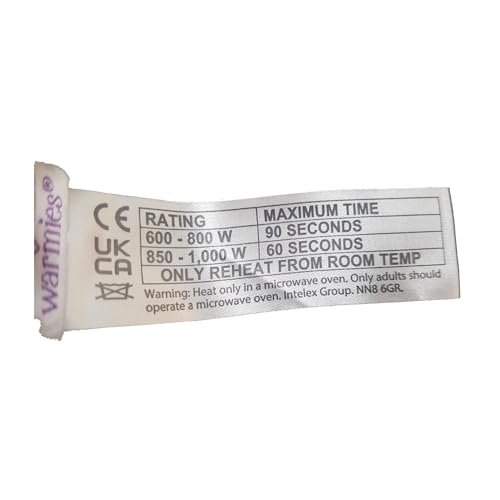 warmies®
CE
UK
CA
RATING MAXIMUM TIME
600 - 800 W 90 SECONDS
850 - 1,000 W 60 SECONDS
ONLY REHEAT FROM ROOM TEMP
Warning: Heat only in a microwave oven. Only adults should
operate a microwave oven. Intelex Group. NN8 6GR.